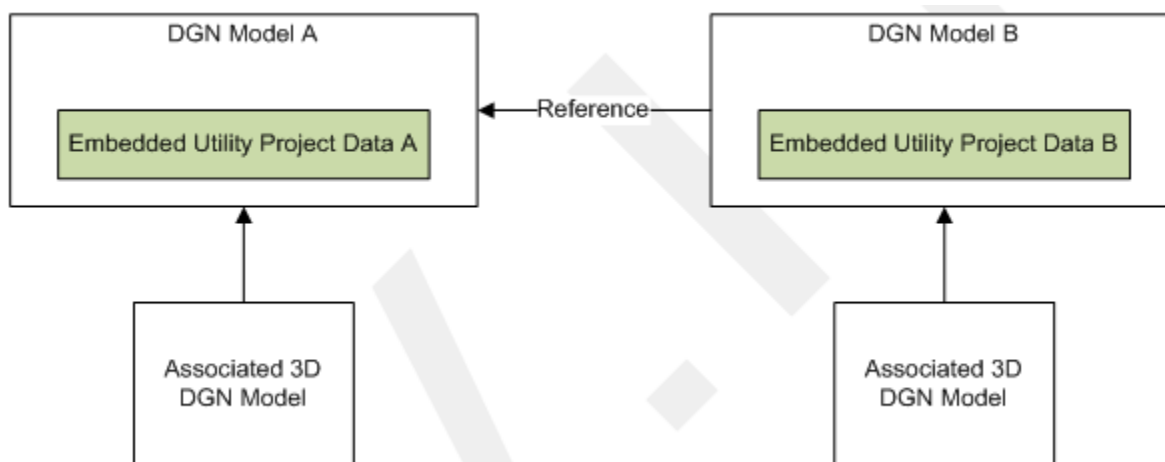 DGN Model A
DGN Model B
Reference
Embedded Utility Project Data A
Embedded Utility Project Data B
Associated 3D
DGN Model
Associated 3D
DGN Model